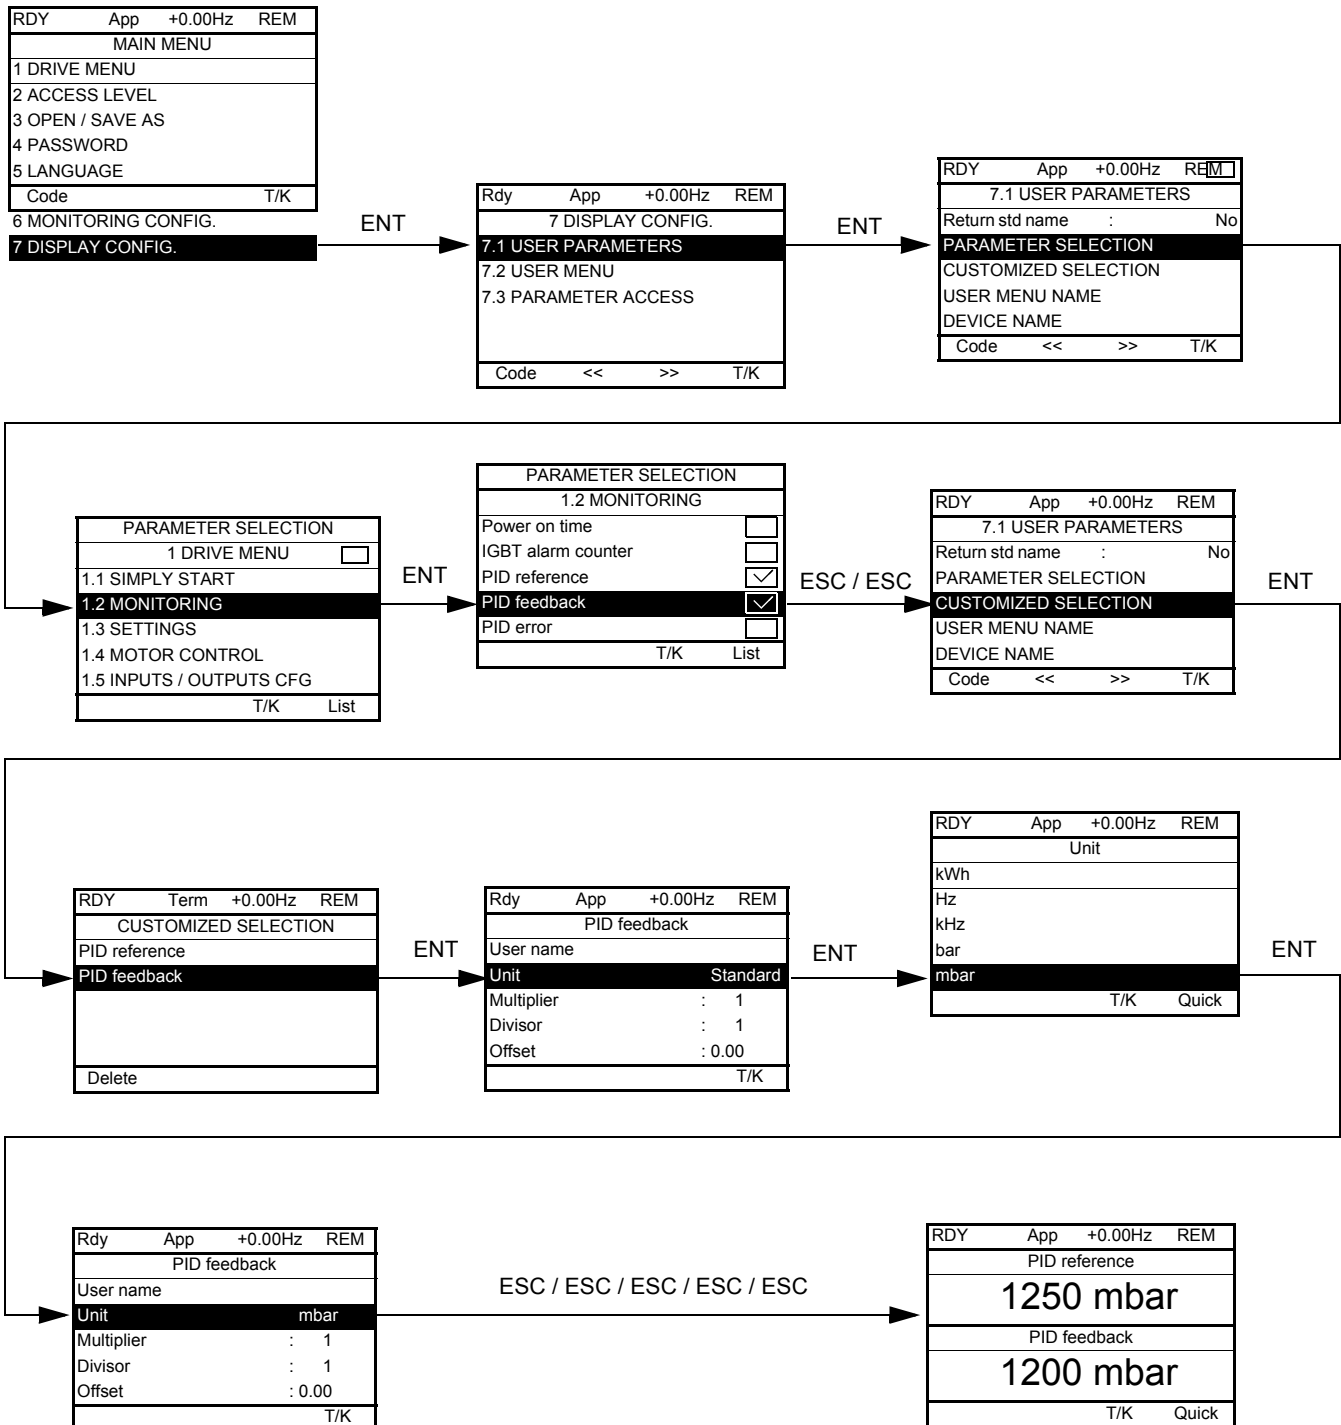 RDY App +0.00Hz REM
MAIN MENU
1 DRIVE MENU
2 ACCESS LEVEL
3 OPEN / SAVE AS
4 PASSWORD
5 LANGUAGE
Code T/K
6 MONITORING CONFIG.
7 DISPLAY CONFIG.
ENT
Rdy App +0.00Hz REM
7 DISPLAY CONFIG.
7.1 USER PARAMETERS
7.2 USER MENU
7.3 PARAMETER ACCESS
Code << >> T/K
ENT
RDY App +0.00Hz REM
7.1 USER PARAMETERS
Return std name : No
PARAMETER SELECTION
CUSTOMIZED SELECTION
USER MENU NAME
DEVICE NAME
Code << >> T/K
PARAMETER SELECTION
1 DRIVE MENU
1.1 SIMPLY START
1.2 MONITORING
1.3 SETTINGS
1.4 MOTOR CONTROL
1.5 INPUTS / OUTPUTS CFG
T/K List
ENT
PARAMETER SELECTION
1.2 MONITORING
Power on time
IGBT alarm counter
PID reference
PID feedback
PID error
T/K List
ESC / ESC
RDY App +0.00Hz REM
7.1 USER PARAMETERS
Return std name : No
PARAMETER SELECTION
CUSTOMIZED SELECTION
USER MENU NAME
DEVICE NAME
Code << >> T/K
ENT
RDY Term +0.00Hz REM
CUSTOMIZED SELECTION
PID reference
PID feedback
Delete
ENT
Rdy App +0.00Hz REM
PID feedback
User name
Unit Standard
Multiplier : 1
Divisor : 1
Offset : 0.00
T/K
ENT
RDY App +0.00Hz REM
Unit
kWh
Hz
kHz
bar
mbar
T/K Quick
ENT
Rdy App +0.00Hz REM
PID feedback
User name
Unit mbar
Multiplier : 1
Divisor : 1
Offset : 0.00
T/K
ESC / ESC / ESC / ESC / ESC
RDY App +0.00Hz REM
PID reference
1250 mbar
PID feedback
1200 mbar
T/K Quick